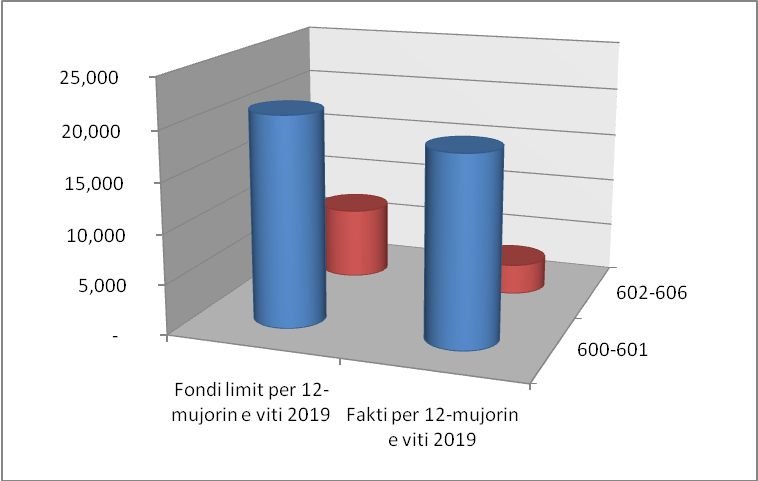 25,000
20,000
15,000
10,000
5,000
-
602-606
600-601
Fondi limit per 12-
mujorin e viti 2019
Fakti per 12-mujorin
e viti 2019